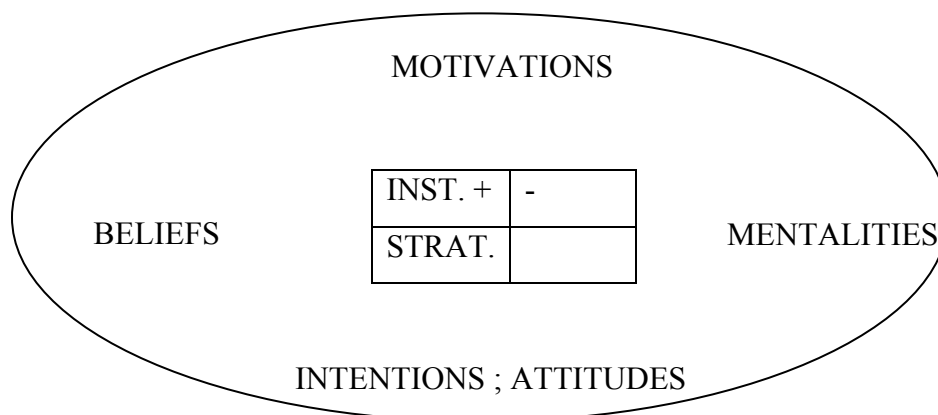 MOTIVATIONS
INST. + -
BELIEFS
STRAT.
MENTALITIES
INTENTIONS ; ATTITUDES